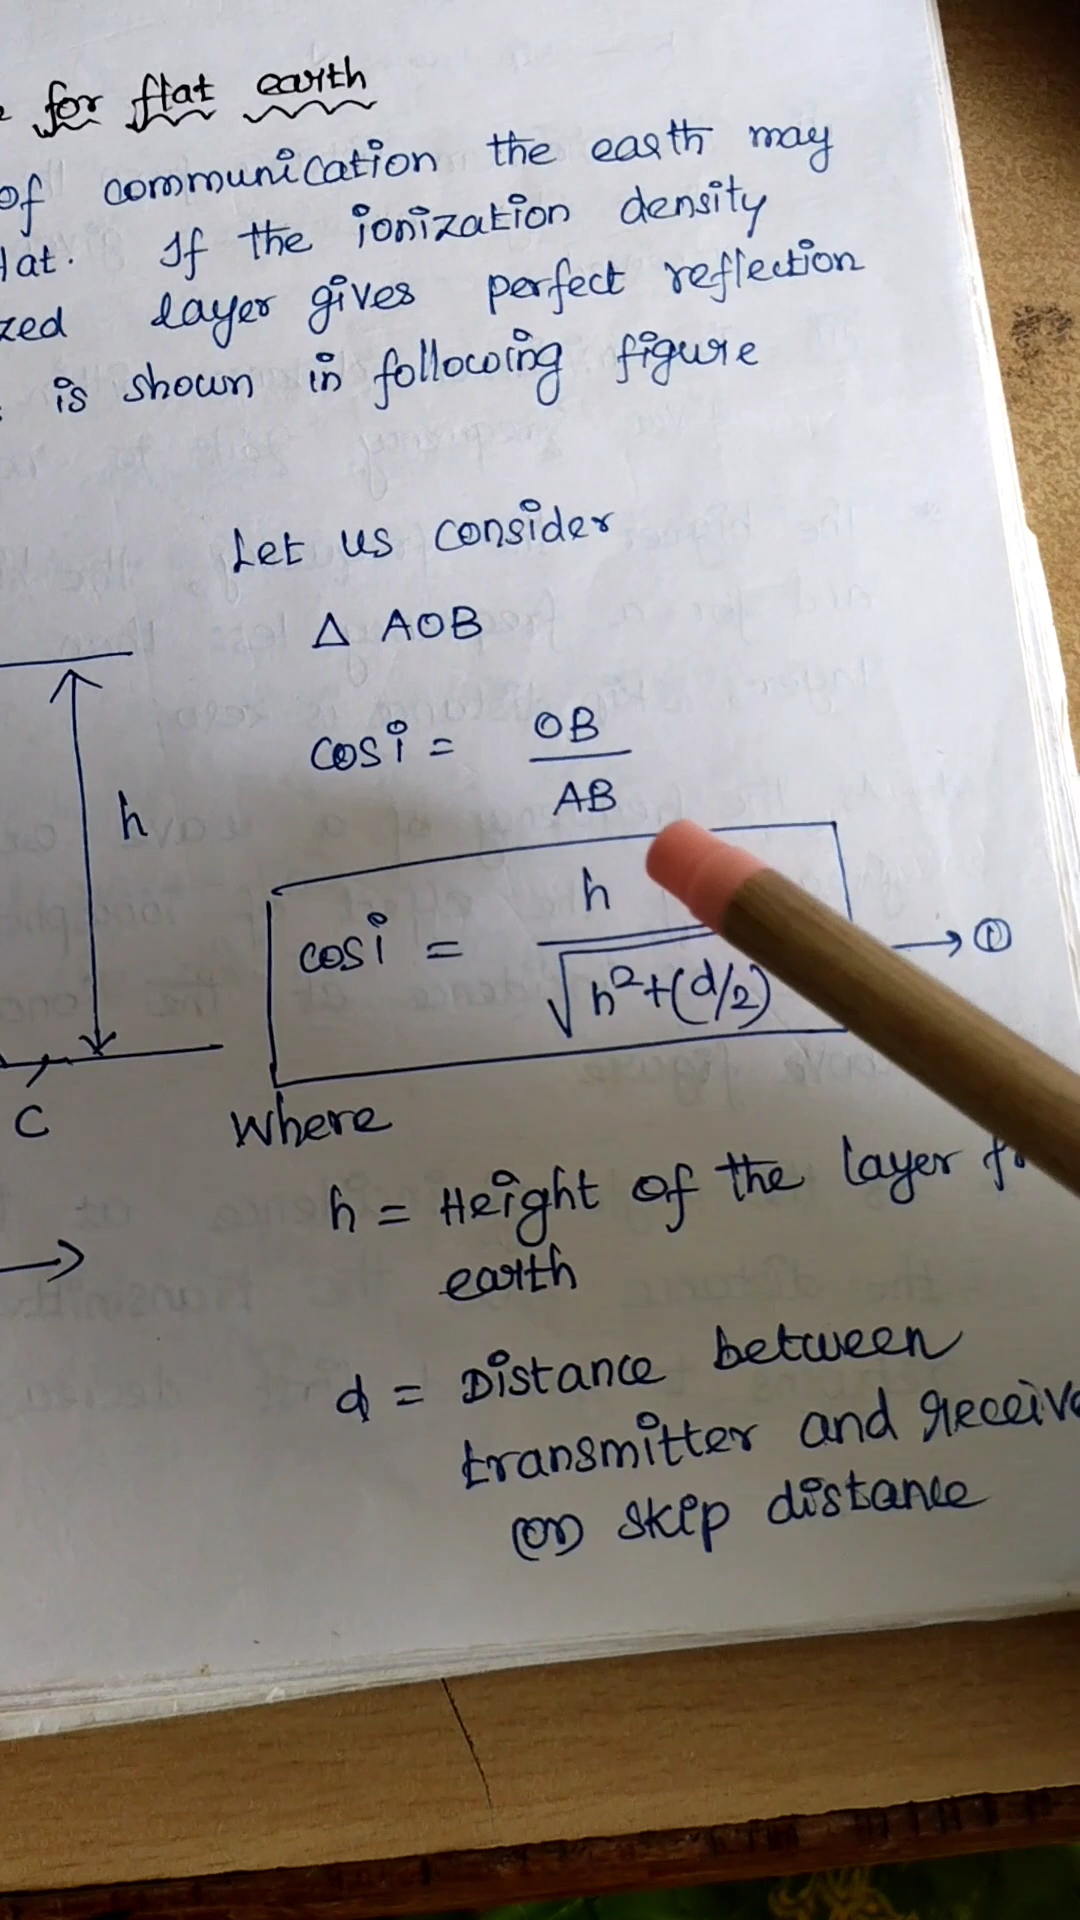 for flat earth
of communication the earth may
lat. If the ionization density
zed layer gives perfect reflection
is shown in following figure
Let us consider
Δ AOB
cos i = OB / AB
h
cos i = h / √h²+(d/2) → ①
C
where
h = Height of the layer f
earth
d = Distance between
transmitter and receive
(or) skip distance